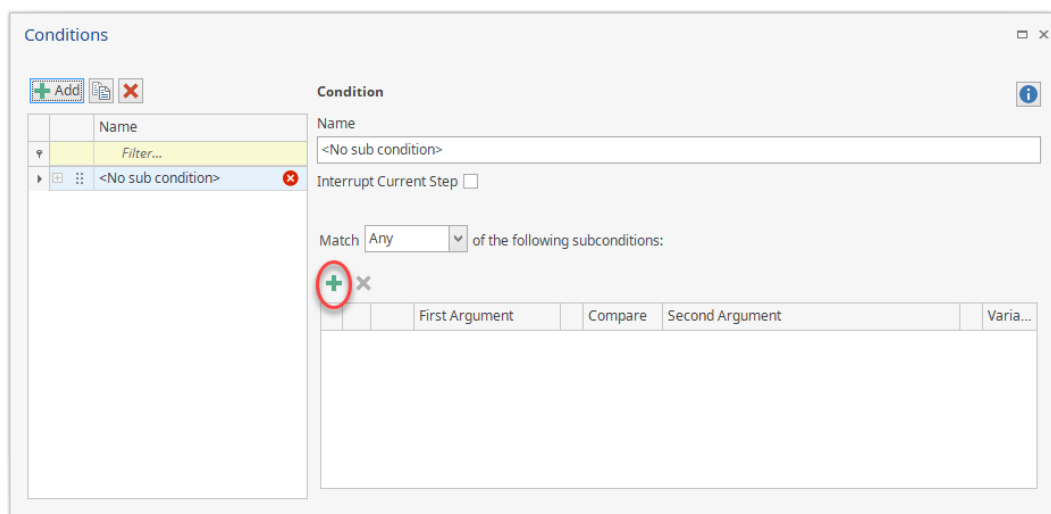 Conditions
Add
Condition
Name
Name
Filter...
<No sub condition>
<No sub condition>
Interrupt Current Step
Match Any of the following subconditions:
First Argument Compare Second Argument Varia...